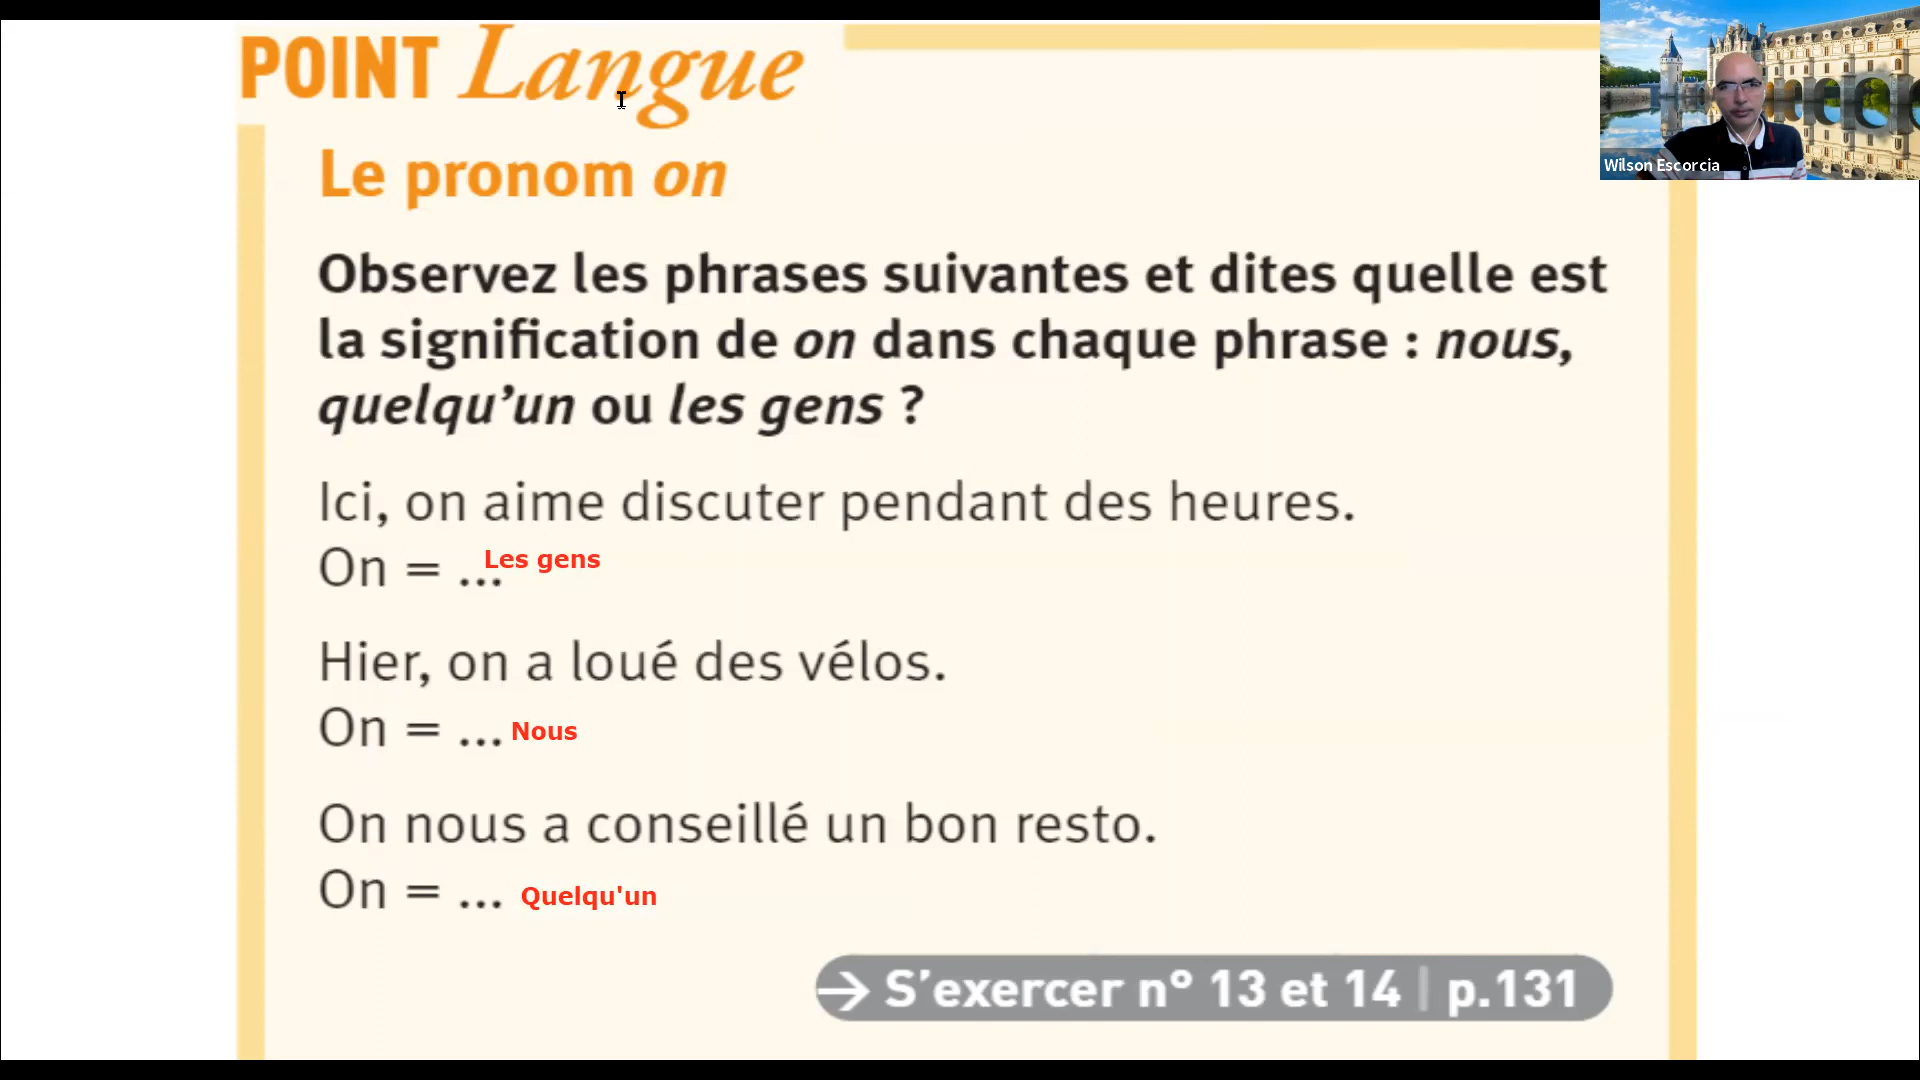 POINT Langue
Wilson Escorcia
Le pronom on
Observez les phrases suivantes et dites quelle est
la signification de on dans chaque phrase : nous,
quelqu’un ou les gens ?
Ici, on aime discuter pendant des heures.
On = ... Les gens
Hier, on a loué des vélos.
On = ... Nous
On nous a conseillé un bon resto.
On = ... Quelqu'un
→ S’exercer n° 13 et 14 | p.131